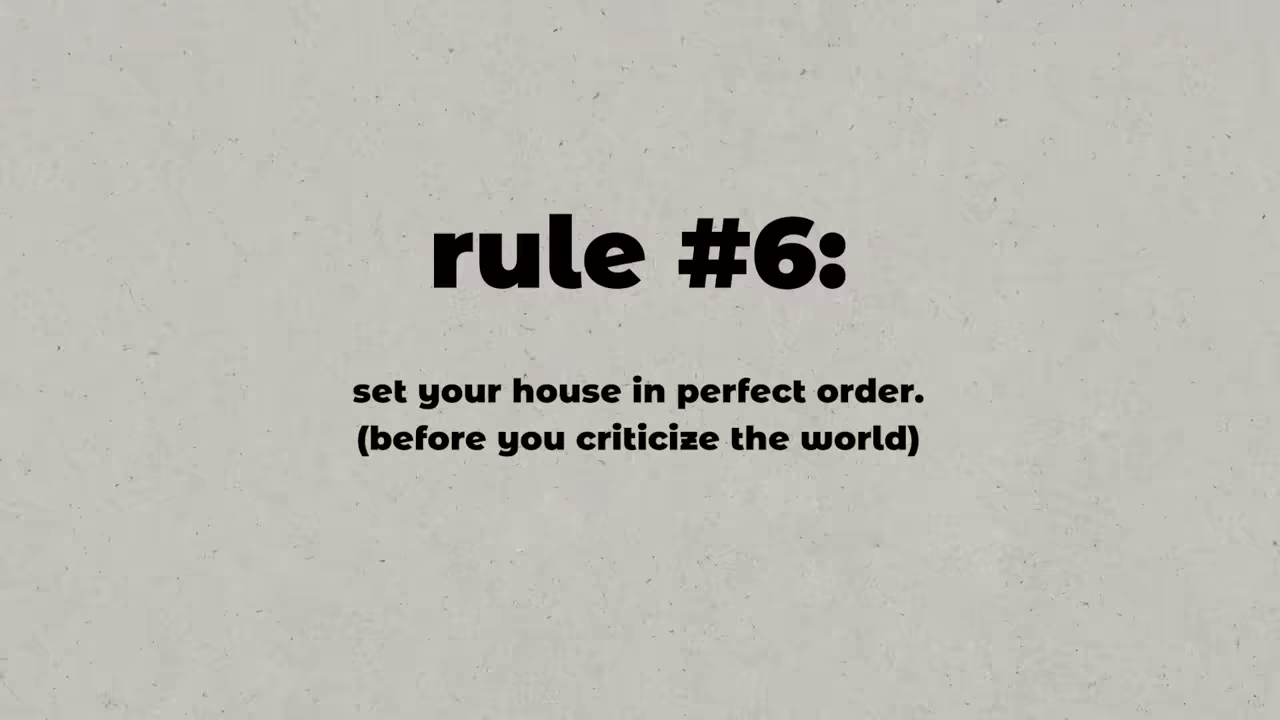 rule #6:
set your house in perfect order.
(before you criticize the world)